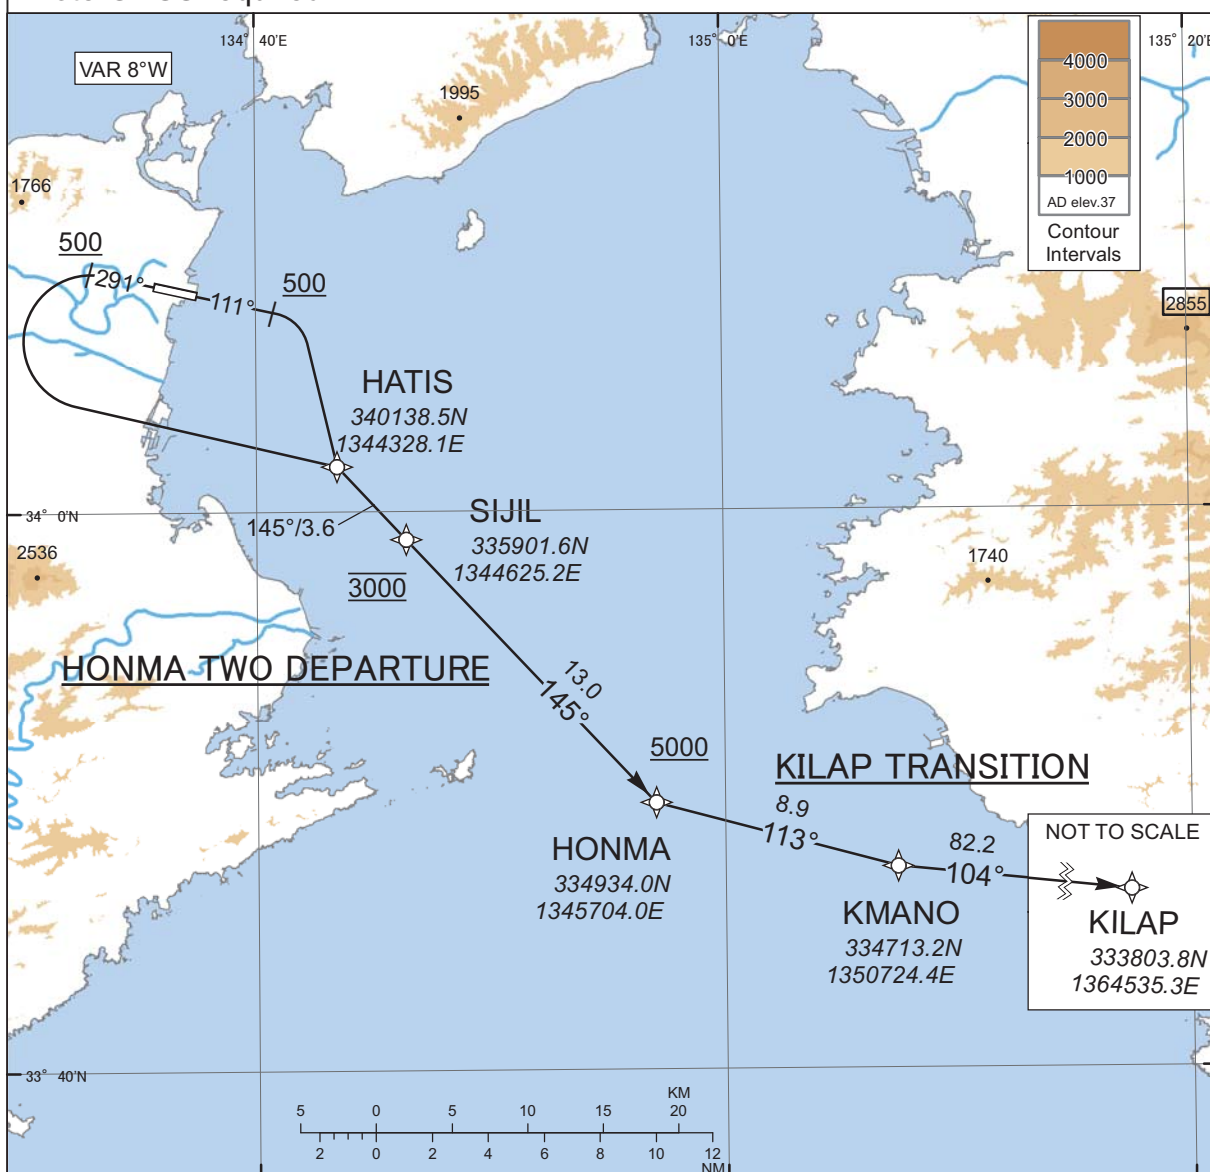 134° 40'E
135° 0'E
135° 20'E
VAR 8°W
1995
4000
3000
2000
1000
AD elev.37
Contour
Intervals
1766
500
291°
111°
500
2855
HATIS
340138.5N
1344328.1E
34° 0'N
145°/3.6
SIJIL
335901.6N
1344625.2E
3000
2536
1740
HONMA TWO DEPARTURE
13.0
145°
5000
KILAP TRANSITION
8.9
113°
HONMA
334934.0N
1345704.0E
82.2
104°
NOT TO SCALE
KMANO
334713.2N
1350724.4E
KILAP
333803.8N
1364535.3E
33° 40'N
KM
5 0 5 10 15 20
2 0 2 4 6 8 10 12
NM